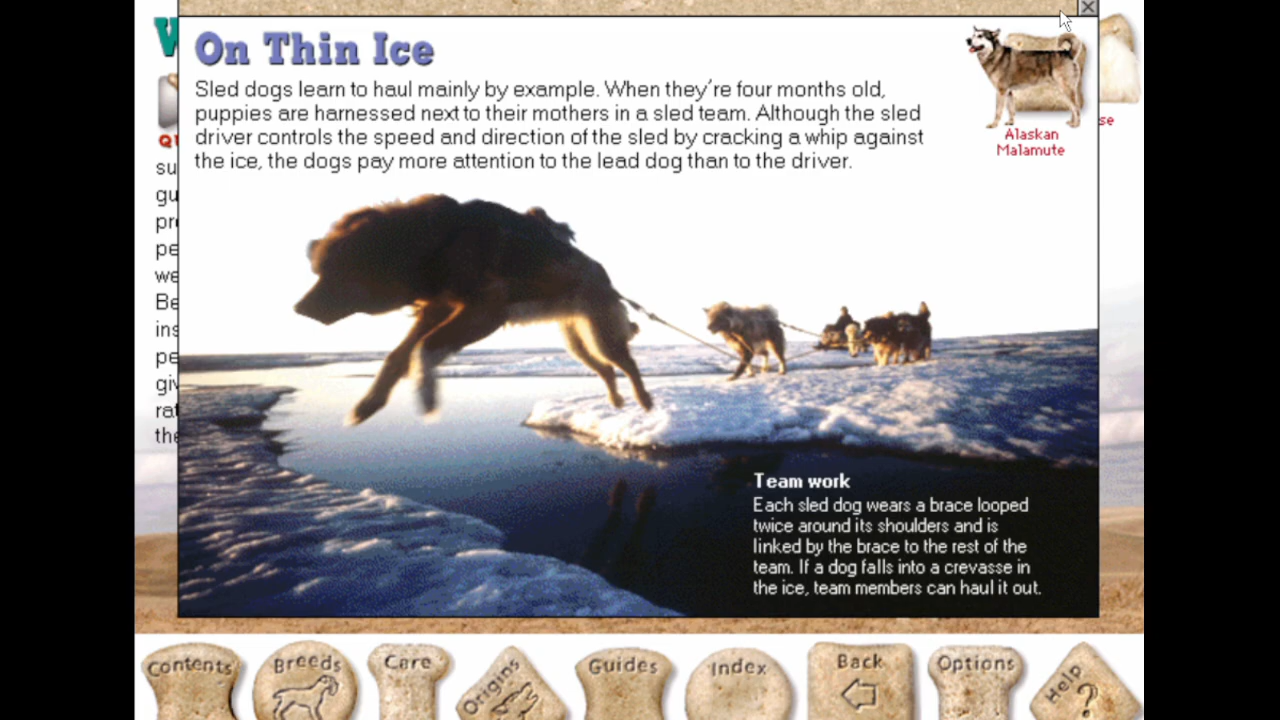 On Thin Ice
Sled dogs learn to haul mainly by example. When they're four months old,
puppies are harnessed next to their mothers in a sled team. Although the sled
driver controls the speed and direction of the sled by cracking a whip against
the ice, the dogs pay more attention to the lead dog than to the driver.
Alaskan
Malamute
Team work
Each sled dog wears a brace looped
twice around its shoulders and is
linked by the brace to the rest of the
team. If a dog falls into a crevasse in
the ice, team members can haul it out.
Contents
Breeds
Care
Origins
Guides
Index
Back
Options
Help
?